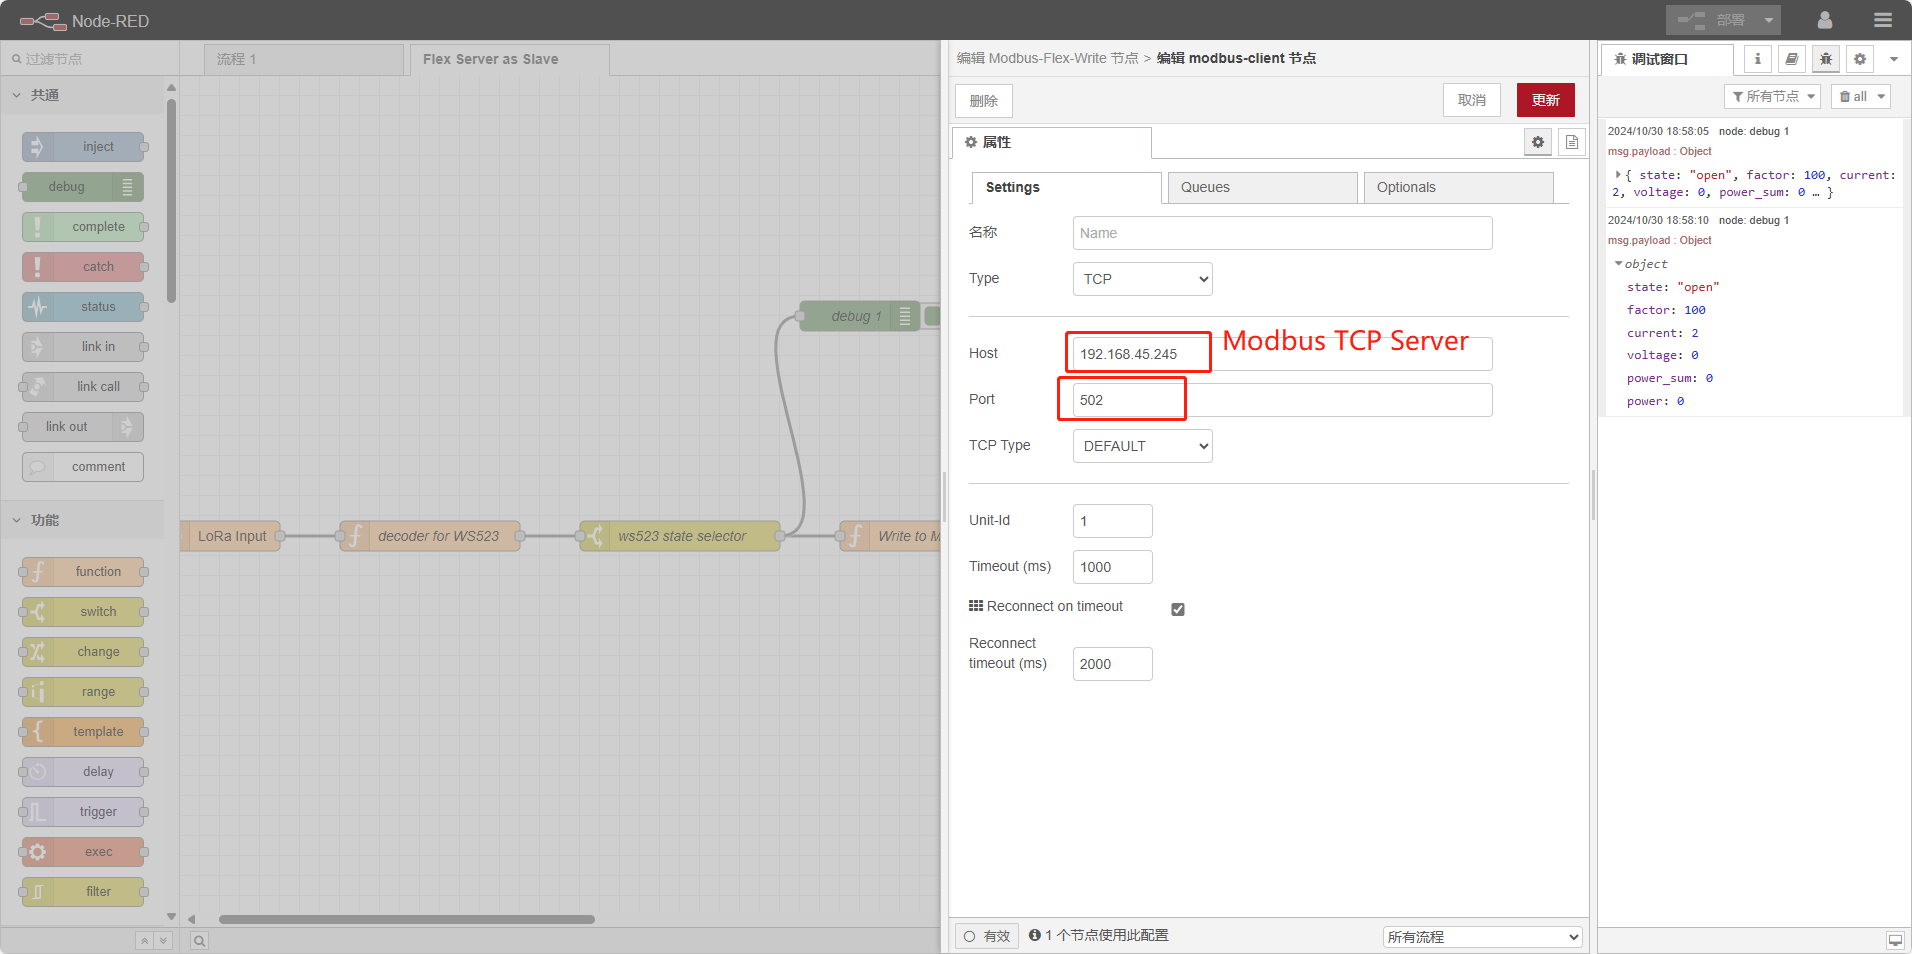 Node-RED
部署
过滤节点
流程 1
Flex Server as Slave
共通
inject
debug
complete
catch
status
link in
link call
link out
comment
功能
function
switch
change
range
template
delay
trigger
exec
filter
debug 1
LoRa Input
decoder for WS523
ws523 state selector
Write to M
编辑 Modbus-Flex-Write 节点 > 编辑 modbus-client 节点
删除
取消
更新
属性
Settings
Queues
Optionals
名称
Name
Type
TCP
Host
192.168.45.245
Modbus TCP Server
Port
502
TCP Type
DEFAULT
Unit-Id
1
Timeout (ms)
1000
Reconnect on timeout
Reconnect
timeout (ms)
2000
有效
1 个节点使用此配置
所有流程
调试窗口
所有节点
all
2024/10/30 18:58:05 node: debug 1
msg.payload : Object
{ state: "open", factor: 100, current:
2, voltage: 0, power_sum: 0 … }
2024/10/30 18:58:10 node: debug 1
msg.payload : Object
object
state: "open"
factor: 100
current: 2
voltage: 0
power_sum: 0
power: 0